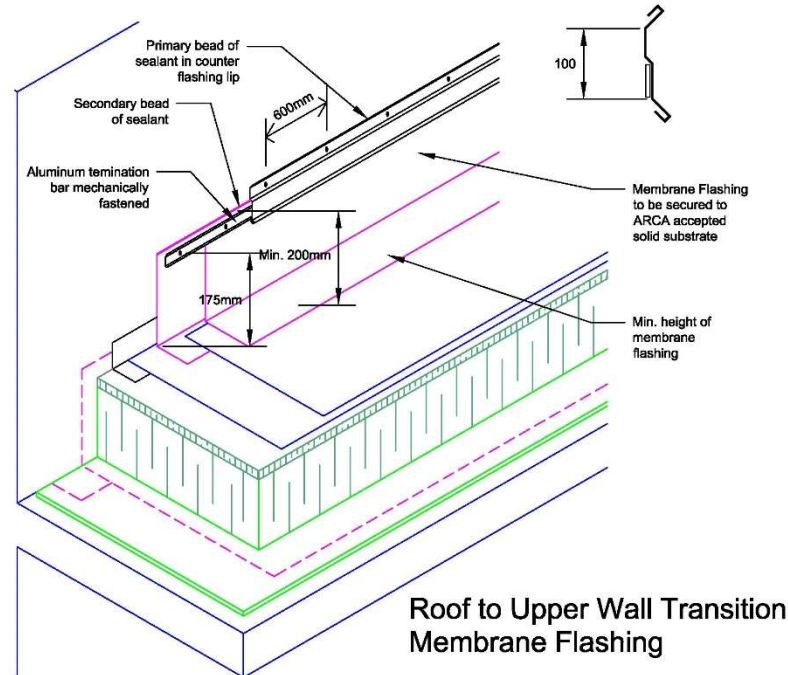 Primary bead of
sealant in counter
flashing lip
100
600mm
Secondary bead
of sealant
Aluminum temination
bar mechanically
fastened
Membrane Flashing
to be secured to
ARCA accepted
solid substrate
Min. 200mm
175mm
Min. height of
membrane
flashing
Roof to Upper Wall Transition
Membrane Flashing